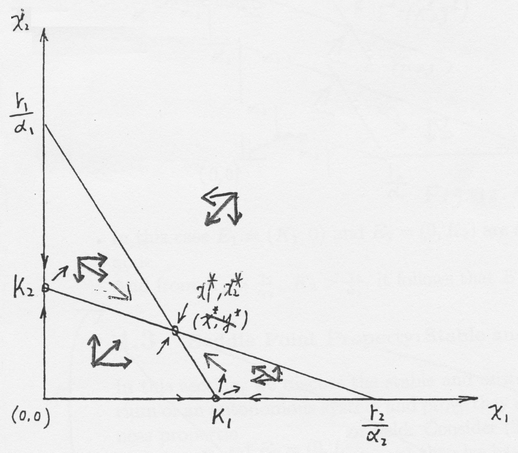 x₂
r₁
α₁
K₂
x₁*, x₂*
(x*, y*)
(0,0)
K₁
r₂
α₂
x₁